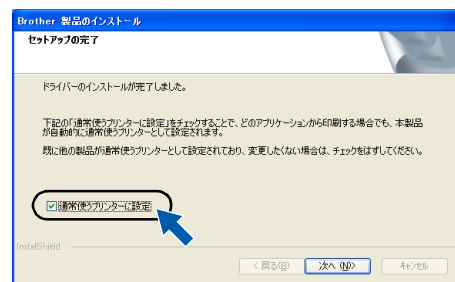 Brother 製品のインストール
セットアップの完了
ドライバーのインストールが完了しました。
下記の「通常使うプリンターに設定」をチェックすることで、どのアプリケーションから印刷する場合でも、本製品
が自動的に通常使うプリンターとして設定されます。
既に他の製品が通常使うプリンターとして設定されており、変更したくない場合は、チェックをはずしてください。
通常使うプリンターに設定
InstallShield
< 戻る(B)
次へ (N)>
キャンセル